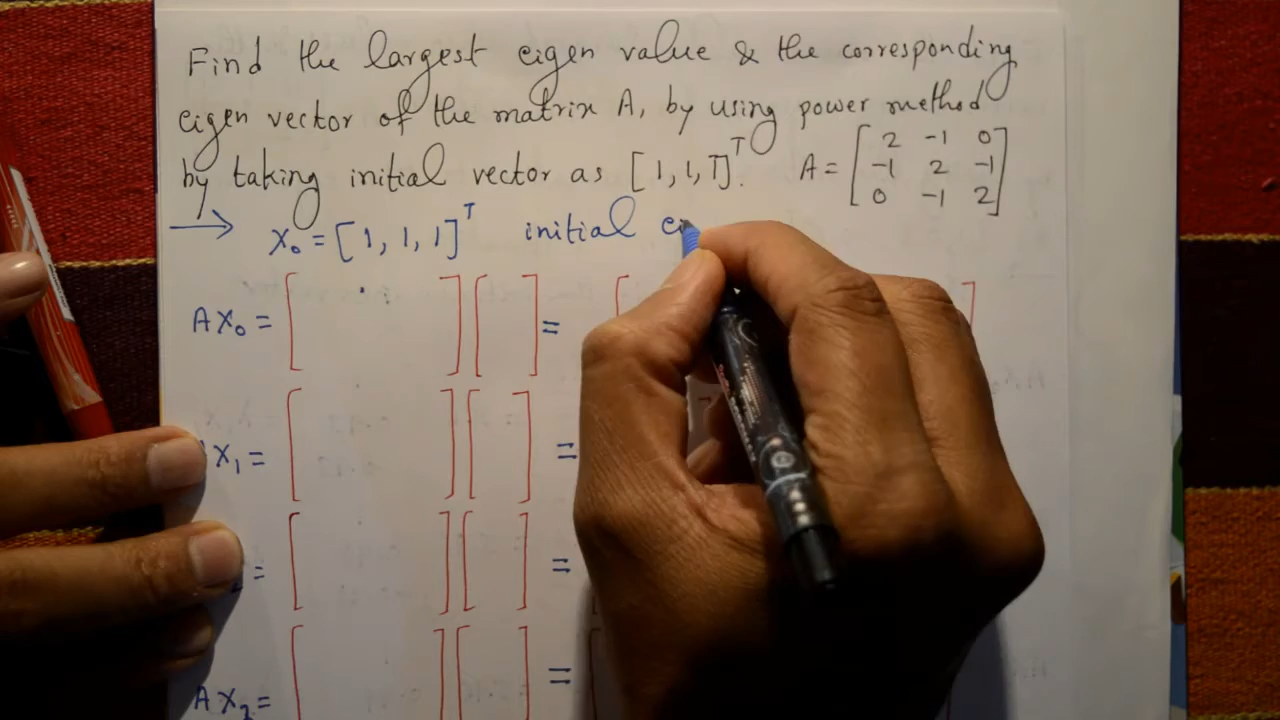 Find the largest eigen value & the corresponding
eigen vector of the matrix A, by using power method
by taking initial vector as [1, 1, 1]ᵀ. A = [2 -1 0
-1 2 -1
0 -1 2]
→ X₀ = [1, 1, 1]ᵀ initial
AX₀ = [ ] [ ] = [ ]
X₁ = [ ] [ ] =
= [ ] [ ] =
AX₂ = [ ] [ ] =